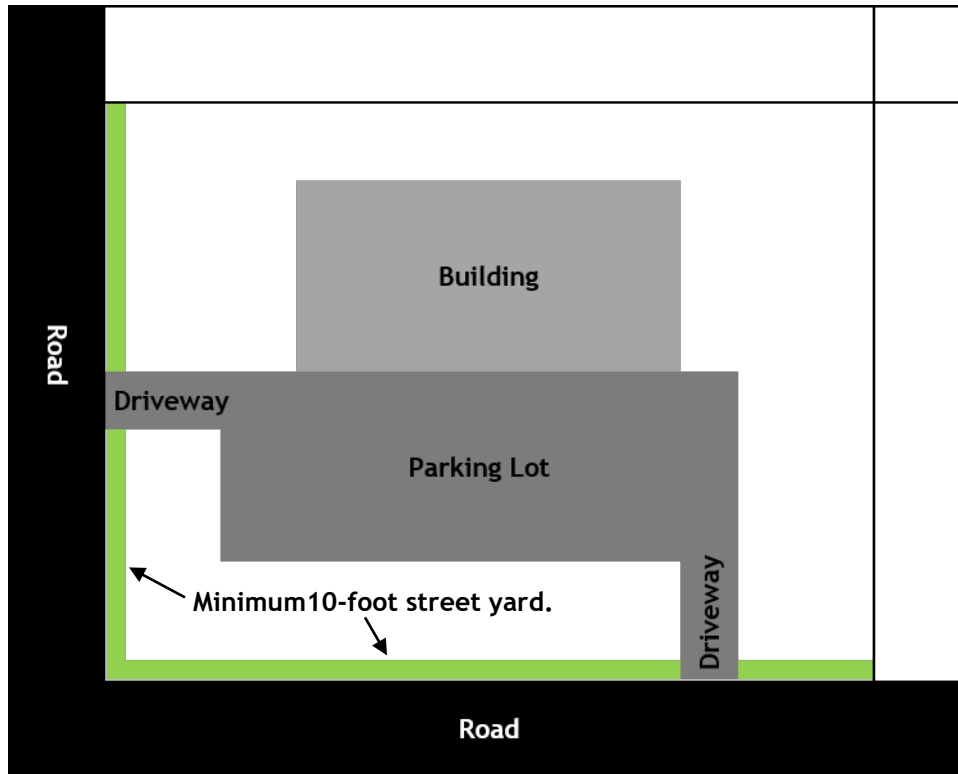 Building
Road
Driveway
Parking Lot
Minimum10-foot street yard.
Driveway
Road